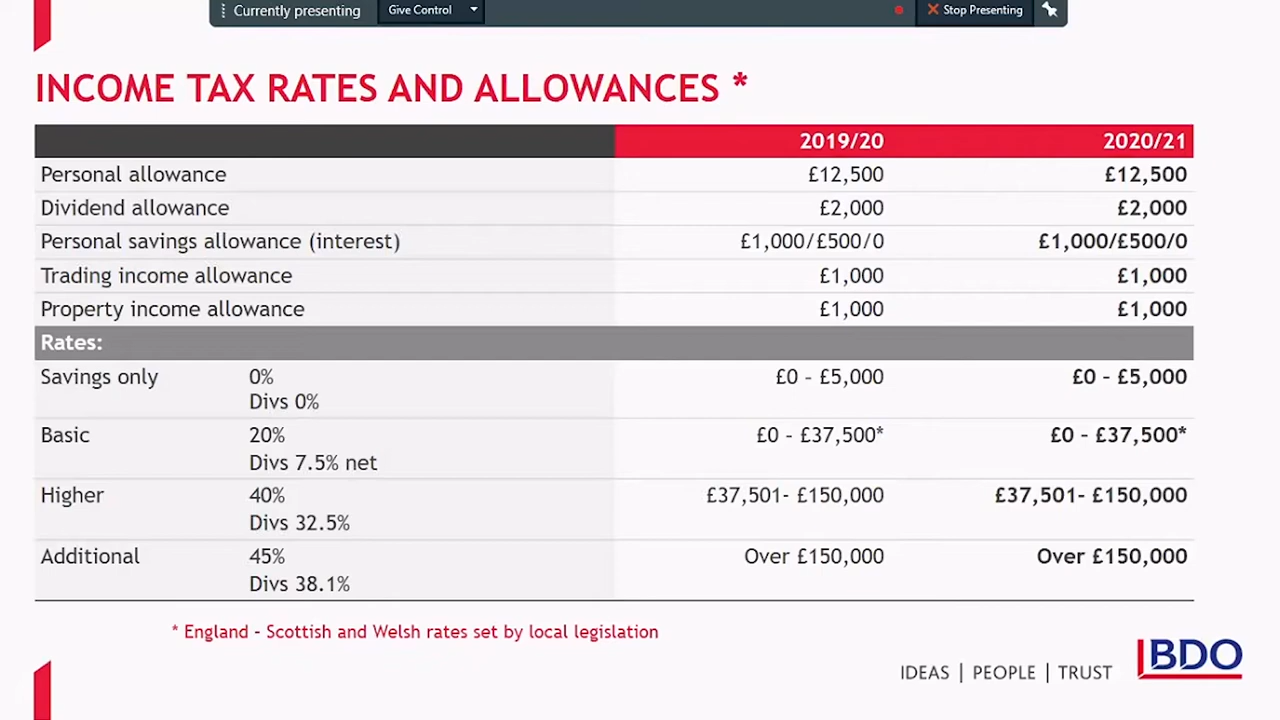 Currently presenting Give Control Stop Presenting
INCOME TAX RATES AND ALLOWANCES *
2019/20 2020/21
Personal allowance £12,500 £12,500
Dividend allowance £2,000 £2,000
Personal savings allowance (interest) £1,000/£500/0 £1,000/£500/0
Trading income allowance £1,000 £1,000
Property income allowance £1,000 £1,000
Rates:
Savings only 0% £0 - £5,000 £0 - £5,000
Divs 0%
Basic 20% £0 - £37,500* £0 - £37,500*
Divs 7.5% net
Higher 40% £37,501- £150,000 £37,501- £150,000
Divs 32.5%
Additional 45% Over £150,000 Over £150,000
Divs 38.1%
* England - Scottish and Welsh rates set by local legislation
IDEAS | PEOPLE | TRUST BDO